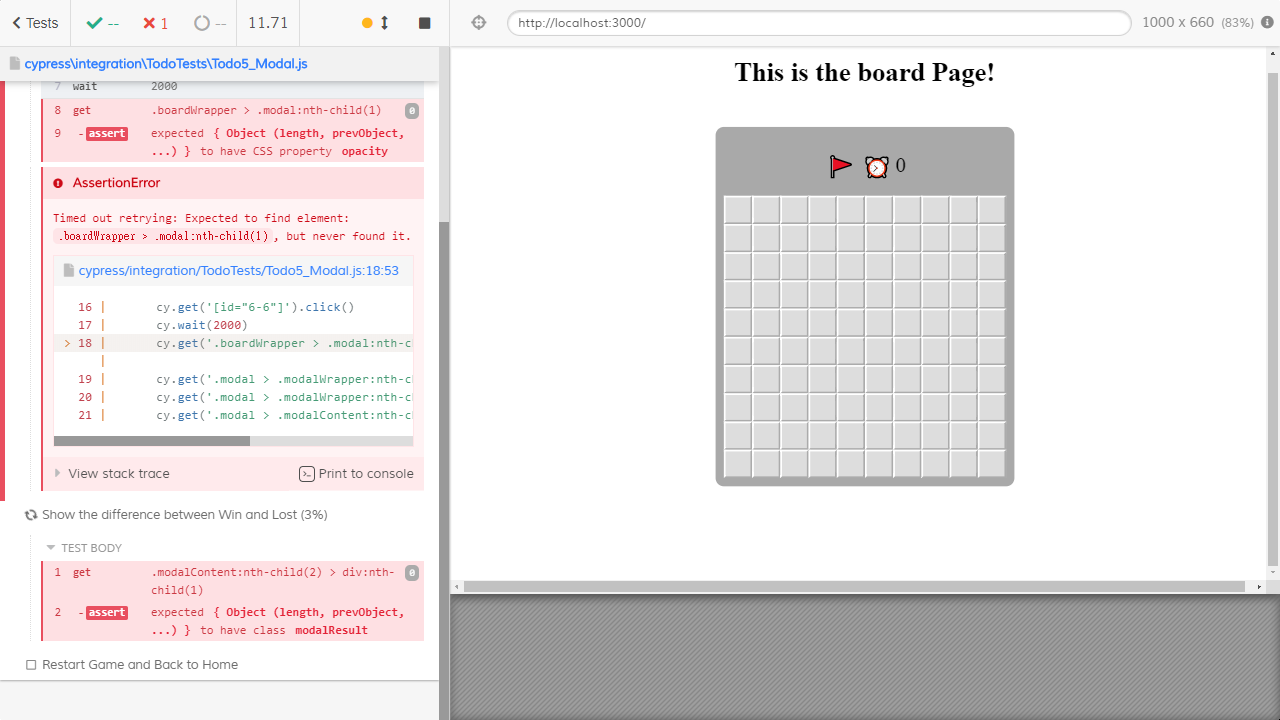 Tests
--
1
--
11.71
http://localhost:3000/
1000 x 660 (83%)
cypress\integration\TodoTests\Todo5_Modal.js
7 wait 2000
8 get .boardWrapper > .modal:nth-child(1) 0
9 -assert expected { Object (length, prevObject,
...) } to have CSS property opacity
AssertionError
Timed out retrying: Expected to find element:
.boardWrapper > .modal:nth-child(1), but never found it.
cypress/integration/TodoTests/Todo5_Modal.js:18:53
16 | cy.get('[id="6-6"]').click()
17 | cy.wait(2000)
> 18 | cy.get('.boardWrapper > .modal:nth-c
|
19 | cy.get('.modal > .modalWrapper:nth-c
20 | cy.get('.modal > .modalWrapper:nth-c
21 | cy.get('.modal > .modalContent:nth-c
View stack trace
Print to console
Show the difference between Win and Lost (3%)
TEST BODY
1 get .modalContent:nth-child(2) > div:nth-
child(1) 0
2 -assert expected { Object (length, prevObject,
...) } to have class modalResult
Restart Game and Back to Home
This is the board Page!
0